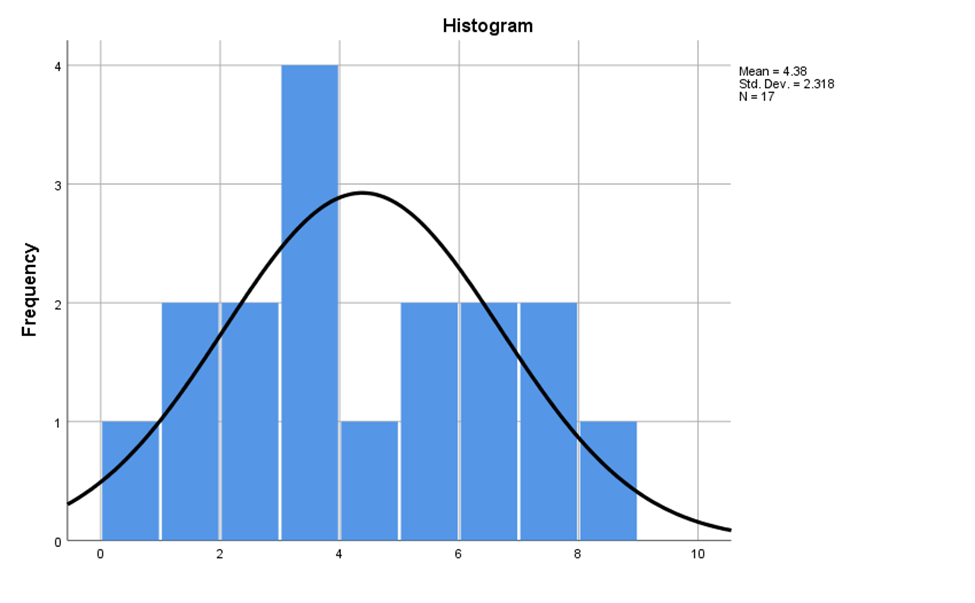 Histogram
Mean = 4.38
Std. Dev. = 2.318
N = 17
Frequency
4
3
2
1
0
0 2 4 6 8 10